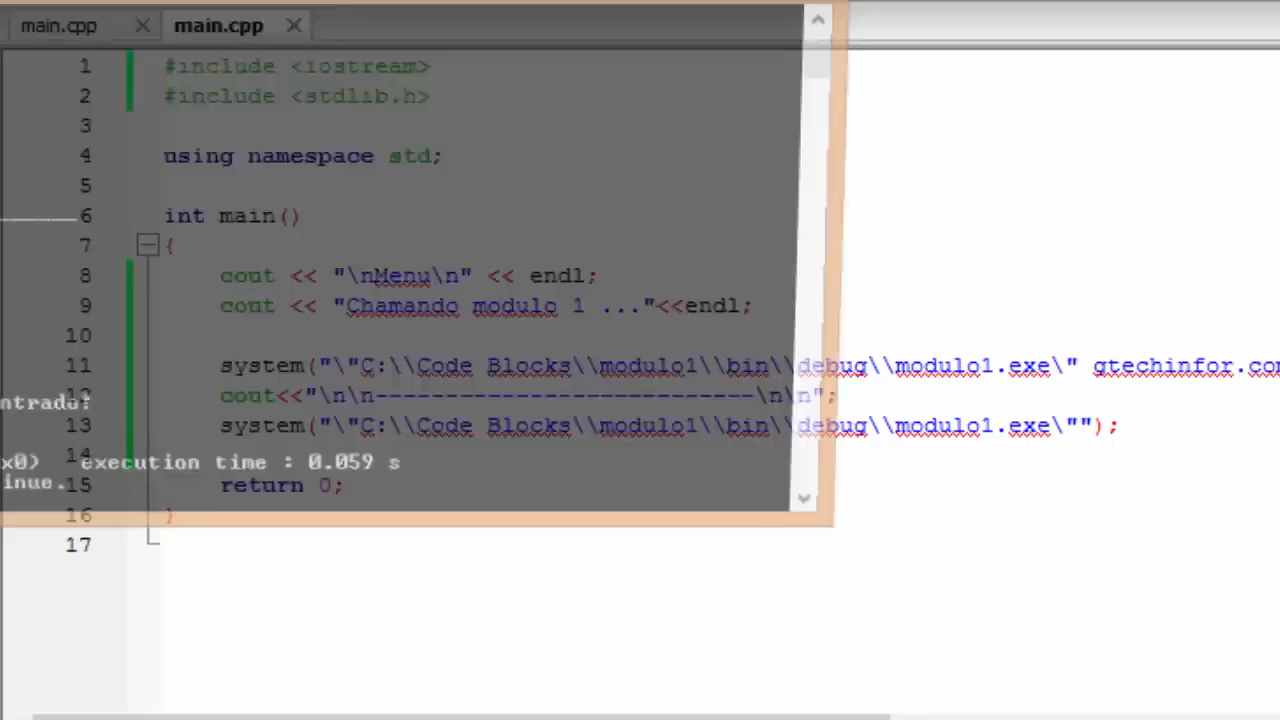 main.cpp
main.cpp
1 #include <iostream>
2 #include <stdlib.h>
3
4 using namespace std;
5
6 int main()
7 {
8 cout << "\nMenu\n" << endl;
9 cout << "Chamando modulo 1 ..."<<endl;
10
11 system("\"C:\\Code Blocks\\modulo1\\bin\\debug\\modulo1.exe\" gtechinfor.co
12 cout<<"\n\n---------------------------\n\n";
ntrado!
13 system("\"C:\\Code Blocks\\modulo1\\bin\\debug\\modulo1.exe\"");
14
x0) execution time : 0.059 s
inue.
15 return 0;
16 }
17